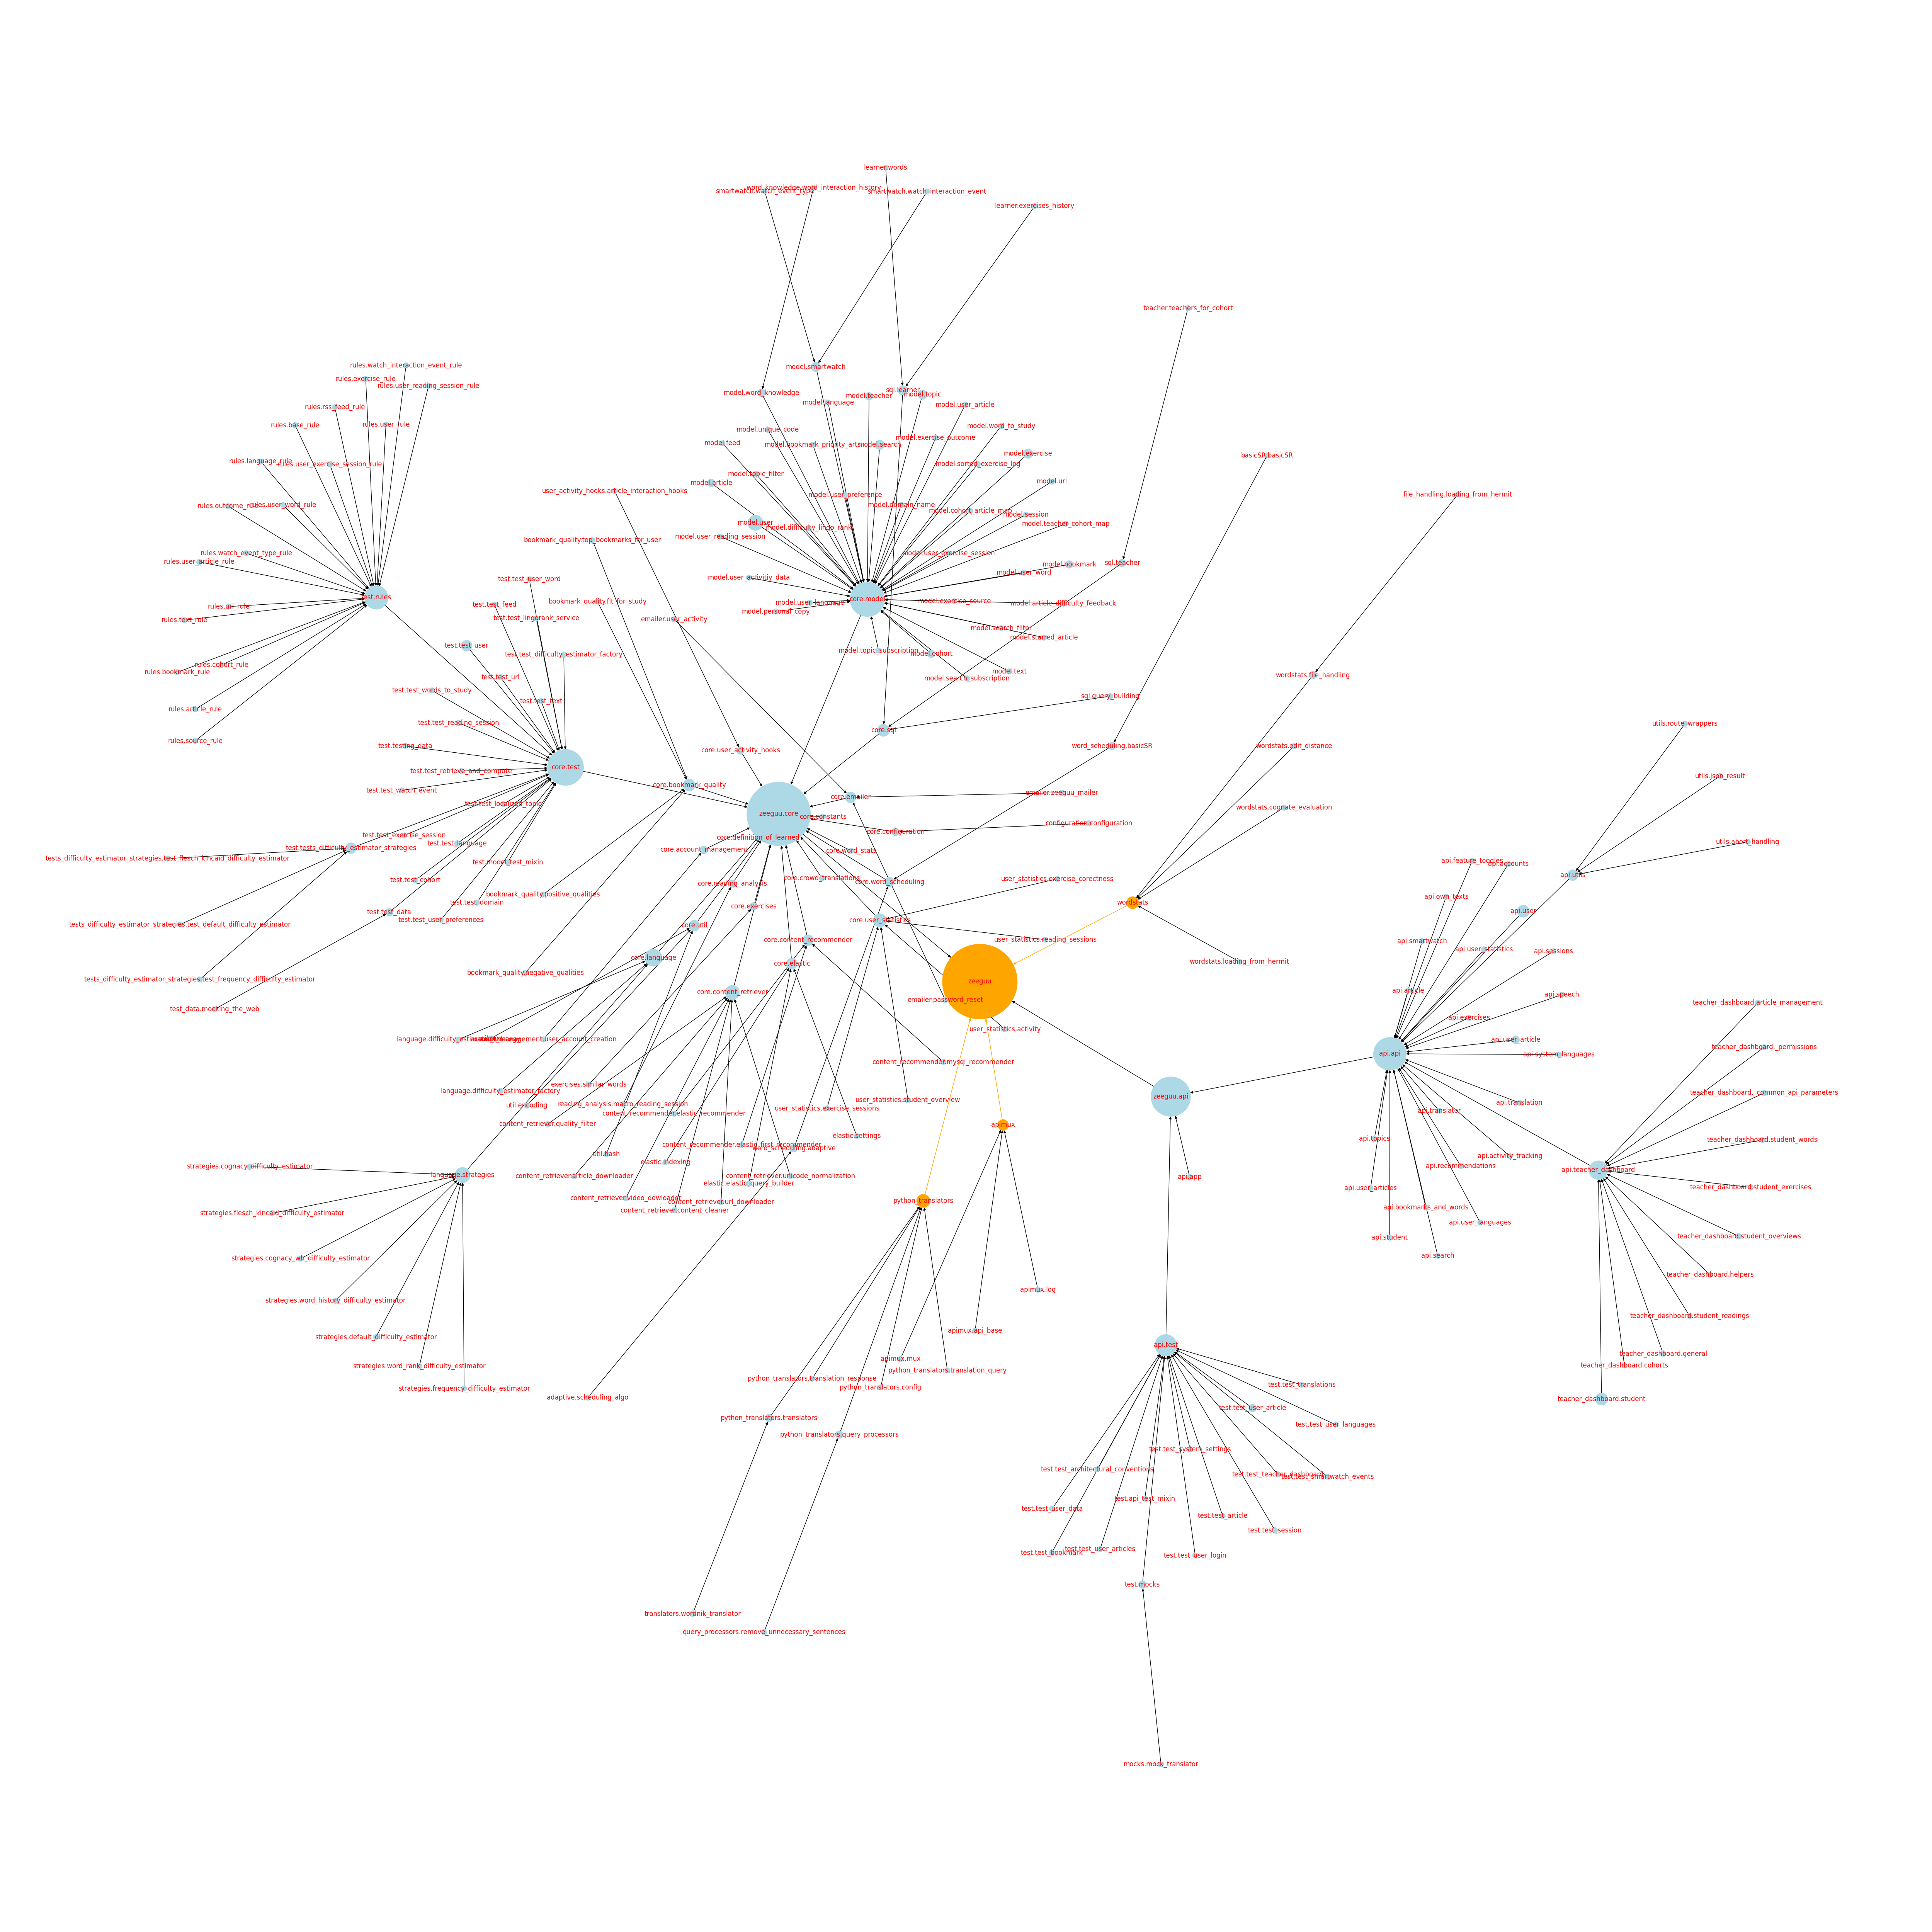 learner.words
word_knowledge.word_interaction_history
smartwatch.watch_event_type
smartwatch.watch_interaction_event
learner.exercises_history
teacher.teachers_for_cohort
rules.watch_interaction_event_rule
model.smartwatch
rules.exercise_rule
rules.user_reading_session_rule
sql.learner
model.word_knowledge
model.topic
model.teacher
model.language
model.user_article
rules.rss_feed_rule
rules.base_rule
rules.user_rule
model.word_to_study
model.unique_code
model.exercise_outcome
model.feed
model.bookmark_priority_arts
model.search
model.exercise
basicSR.basicSR
rules.language_rule
rules.user_exercise_session_rule
model.sorted_exercise_log
model.topic_filter
model.url
model.article
user_activity_hooks.article_interaction_hooks
model.user_preference
file_handling.loading_from_hermit
rules.outcome_rule
rules.user_word_rule
model.domain_name
model.cohort_article_map
model.session
model.user
model.difficulty_lingo_rank
model.teacher_cohort_map
model.user_reading_session
bookmark_quality.top_bookmarks_for_user
rules.watch_event_type_rule
model.user_exercise_session
rules.user_article_rule
sql.teacher
model.bookmark
model.user_word
model.user_activitiy_data
test.test_user_word
test.rules
core.model
bookmark_quality.fit_for_study
model.exercise_source
model.user_language
model.article_difficulty_feedback
test.test_feed
rules.url_rule
model.personal_copy
rules.text_rule
test.test_lingorank_service
emailer.user_activity
model.search_filter
model.starred_article
test.test_user
model.topic_subscription
test.test_difficulty_estimator_factory
model.cohort
rules.cohort_rule
rules.bookmark_rule
model.text
wordstats.file_handling
test.test_url
model.search_subscription
test.test_words_to_study
sql.query_building
test.test_text
rules.article_rule
test.test_reading_session
utils.route_wrappers
core.sql
rules.source_rule
test.testing_data
word_scheduling.basicSR
wordstats.edit_distance
core.user_activity_hooks
core.test
test.test_retrieve_and_compute
utils.json_result
core.bookmark_quality
test.test_watch_event
core.emailer
emailer.zeeguu_mailer
test.test_localized_topic
wordstats.cognate_evaluation
zeeguu.core
core.constants
configuration.configuration
core.configuration
test.test_exercise_session
core.definition_of_learned
utils.abort_handling
test.test_language
test.tests_difficulty_estimator_strategies
core.account_management
core.word_stats
tests_difficulty_estimator_strategies.test_flesch_kincaid_difficulty_estimator
test.model_test_mixin
api.feature_toggles
api.accounts
api.utils
core.crowd_translations
test.test_cohort
core.reading_analysis
core.word_scheduling
user_statistics.exercise_corectness
bookmark_quality.positive_qualities
api.own_texts
test.test_domain
wordstats
core.exercises
test.test_data
api.user
test.test_user_preferences
core.user_statistics
tests_difficulty_estimator_strategies.test_default_difficulty_estimator
core.util
core.content_recommender
user_statistics.reading_sessions
api.smartwatch
api.user_statistics
api.sessions
core.language
wordstats.loading_from_hermit
core.elastic
bookmark_quality.negative_qualities
tests_difficulty_estimator_strategies.test_frequency_difficulty_estimator
zeeguu
api.article
core.content_retriever
api.speech
emailer.password_reset
teacher_dashboard.article_management
test_data.mocking_the_web
api.exercises
user_statistics.activity
api.user_article
account_management.user_account_creation
teacher_dashboard._permissions
api.api
api.system_languages
content_recommender.mysql_recommender
exercises.similar_words
language.difficulty_estimator_factory
teacher_dashboard._common_api_parameters
zeeguu.api
user_statistics.student_overview
api.translation
util.encoding
reading_analysis.macro_reading_session
user_statistics.exercise_sessions
api.translator
content_recommender.elastic_recommender
content_retriever.quality_filter
apimux
elastic.settings
api.topics
teacher_dashboard.student_words
content_recommender.elastic_first_recommender
word_scheduling.adaptive
util.hash
api.activity_tracking
elastic.indexing
strategies.cognacy_difficulty_estimator
api.recommendations
api.teacher_dashboard
language.strategies
content_retriever.article_downloader
content_retriever.unicode_normalization
api.app
elastic.elastic_query_builder
api.user_articles
teacher_dashboard.student_exercises
content_retriever.video_dowloader
python_translators
content_retriever.url_downloader
api.bookmarks_and_words
content_retriever.content_cleaner
strategies.flesch_kincaid_difficulty_estimator
api.user_languages
teacher_dashboard.student_overviews
api.student
api.search
strategies.cognacy_wlr_difficulty_estimator
teacher_dashboard.helpers
apimux.log
strategies.word_history_difficulty_estimator
teacher_dashboard.student_readings
apimux.api_base
strategies.default_difficulty_estimator
api.test
teacher_dashboard.general
apimux.mux
teacher_dashboard.cohorts
strategies.word_rank_difficulty_estimator
python_translators.translation_query
python_translators.translation_response
test.test_translations
python_translators.config
strategies.frequency_difficulty_estimator
adaptive.scheduling_algo
teacher_dashboard.student
test.test_user_article
python_translators.translators
test.test_user_languages
python_translators.query_processors
test.test_system_settings
test.test_architectural_conventions
test.test_teacher_dashboard
test.test_smartwatch_events
test.api_test_mixin
test.test_user_data
test.test_article
test.test_session
test.test_user_articles
test.test_bookmark
test.test_user_login
test.mocks
translators.wordnik_translator
query_processors.remove_unnecessary_sentences
mocks.mock_translator